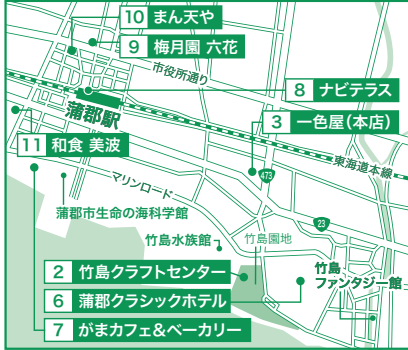 10 まん天や
9 梅月園 六花
市役所通り
8 ナビテラス
蒲郡駅
3 一色屋(本店)
11 和食 美波
東海道本線
473
マリンロード
蒲郡市生命の海科学館
23
竹島水族館
竹島園地
2 竹島クラフトセンター
竹島
ファンタジー館
6 蒲郡クラシックホテル
7 がまカフェ&ベーカリー